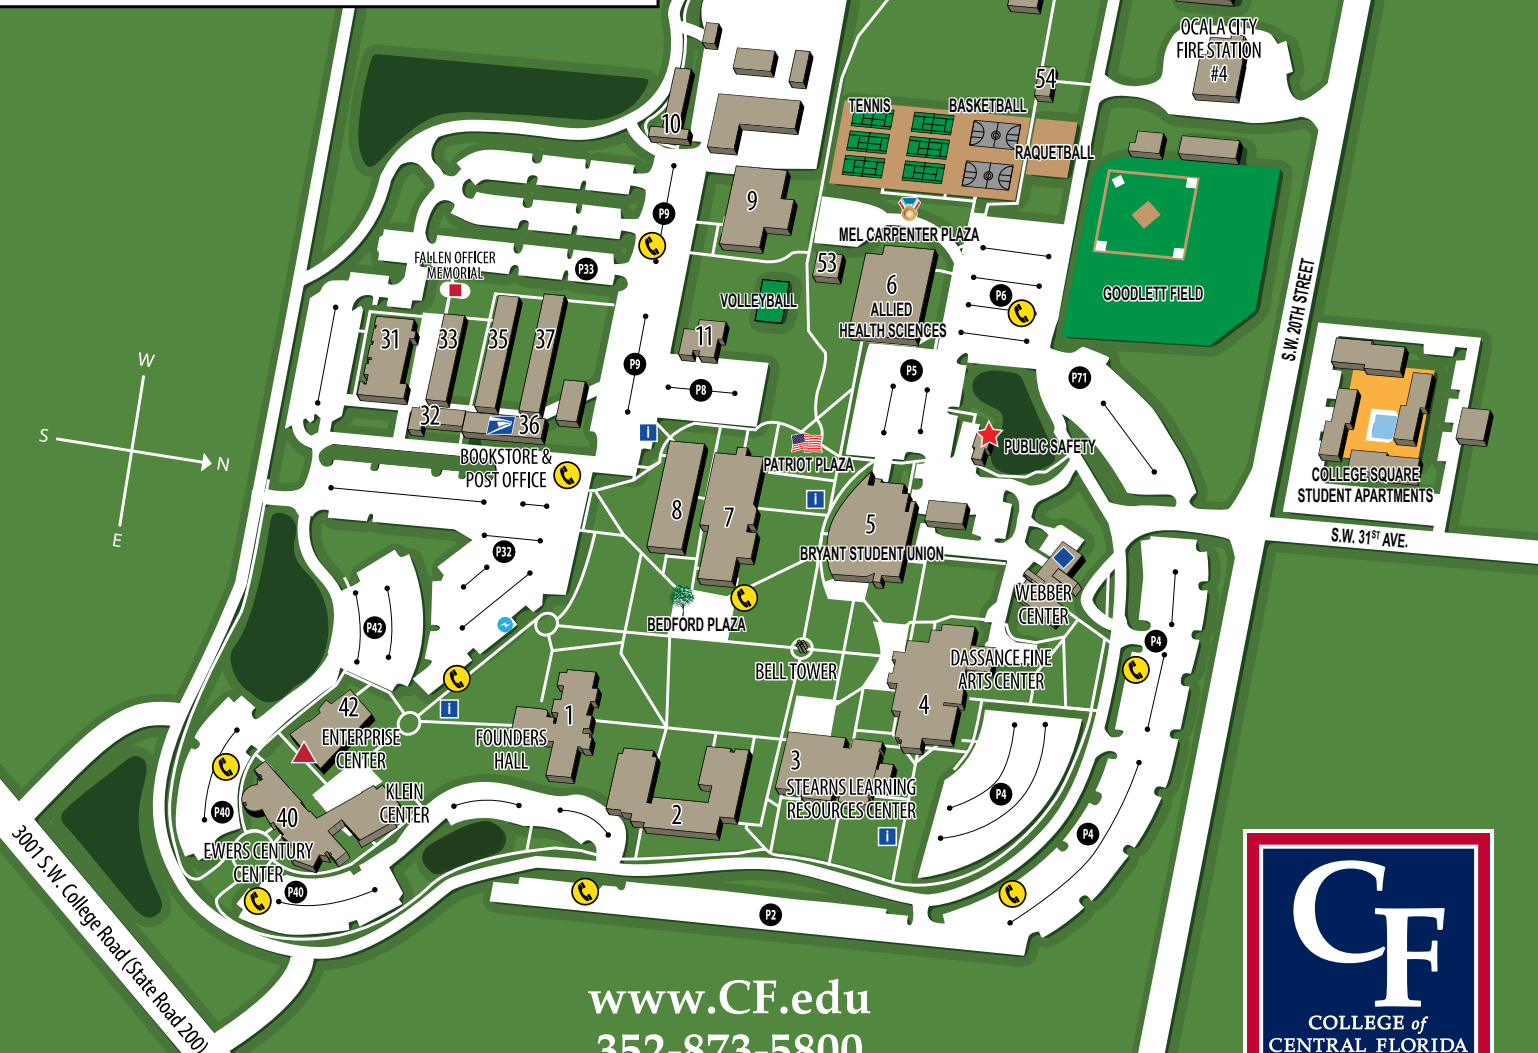 OCALA CITY
FIRE STATION
#4
54
TENNIS
BASKETBALL
RAQUETBALL
10
9
P9
MEL CARPENTER PLAZA
FALLEN OFFICER
MEMORIAL
P33
53
6
ALLIED
HEALTH SCIENCES
VOLLEYBALL
P6
GOODLETT FIELD
S.W. 20TH STREET
31
33
35
37
11
P9
P8
P5
P71
W
S
N
E
32
36
BOOKSTORE &
POST OFFICE
PATRIOT PLAZA
PUBLIC SAFETY
COLLEGE SQUARE
STUDENT APARTMENTS
S.W. 31ST AVE.
8
7
5
BRYANT STUDENT UNION
P32
P42
WEBBER
CENTER
BEDFORD PLAZA
BELL TOWER
DASSANCE FINE
ARTS CENTER
4
P4
42
ENTERPRISE
CENTER
1
FOUNDERS
HALL
KLEIN
CENTER
3
STEARNS LEARNING
RESOURCES CENTER
2
P4
P4
P40
40
EWERS CENTURY
CENTER
P40
P2
3001 S.W. College Road (State Road 200)
www.CF.edu
352-873-5800
CF
COLLEGE of
CENTRAL FLORIDA